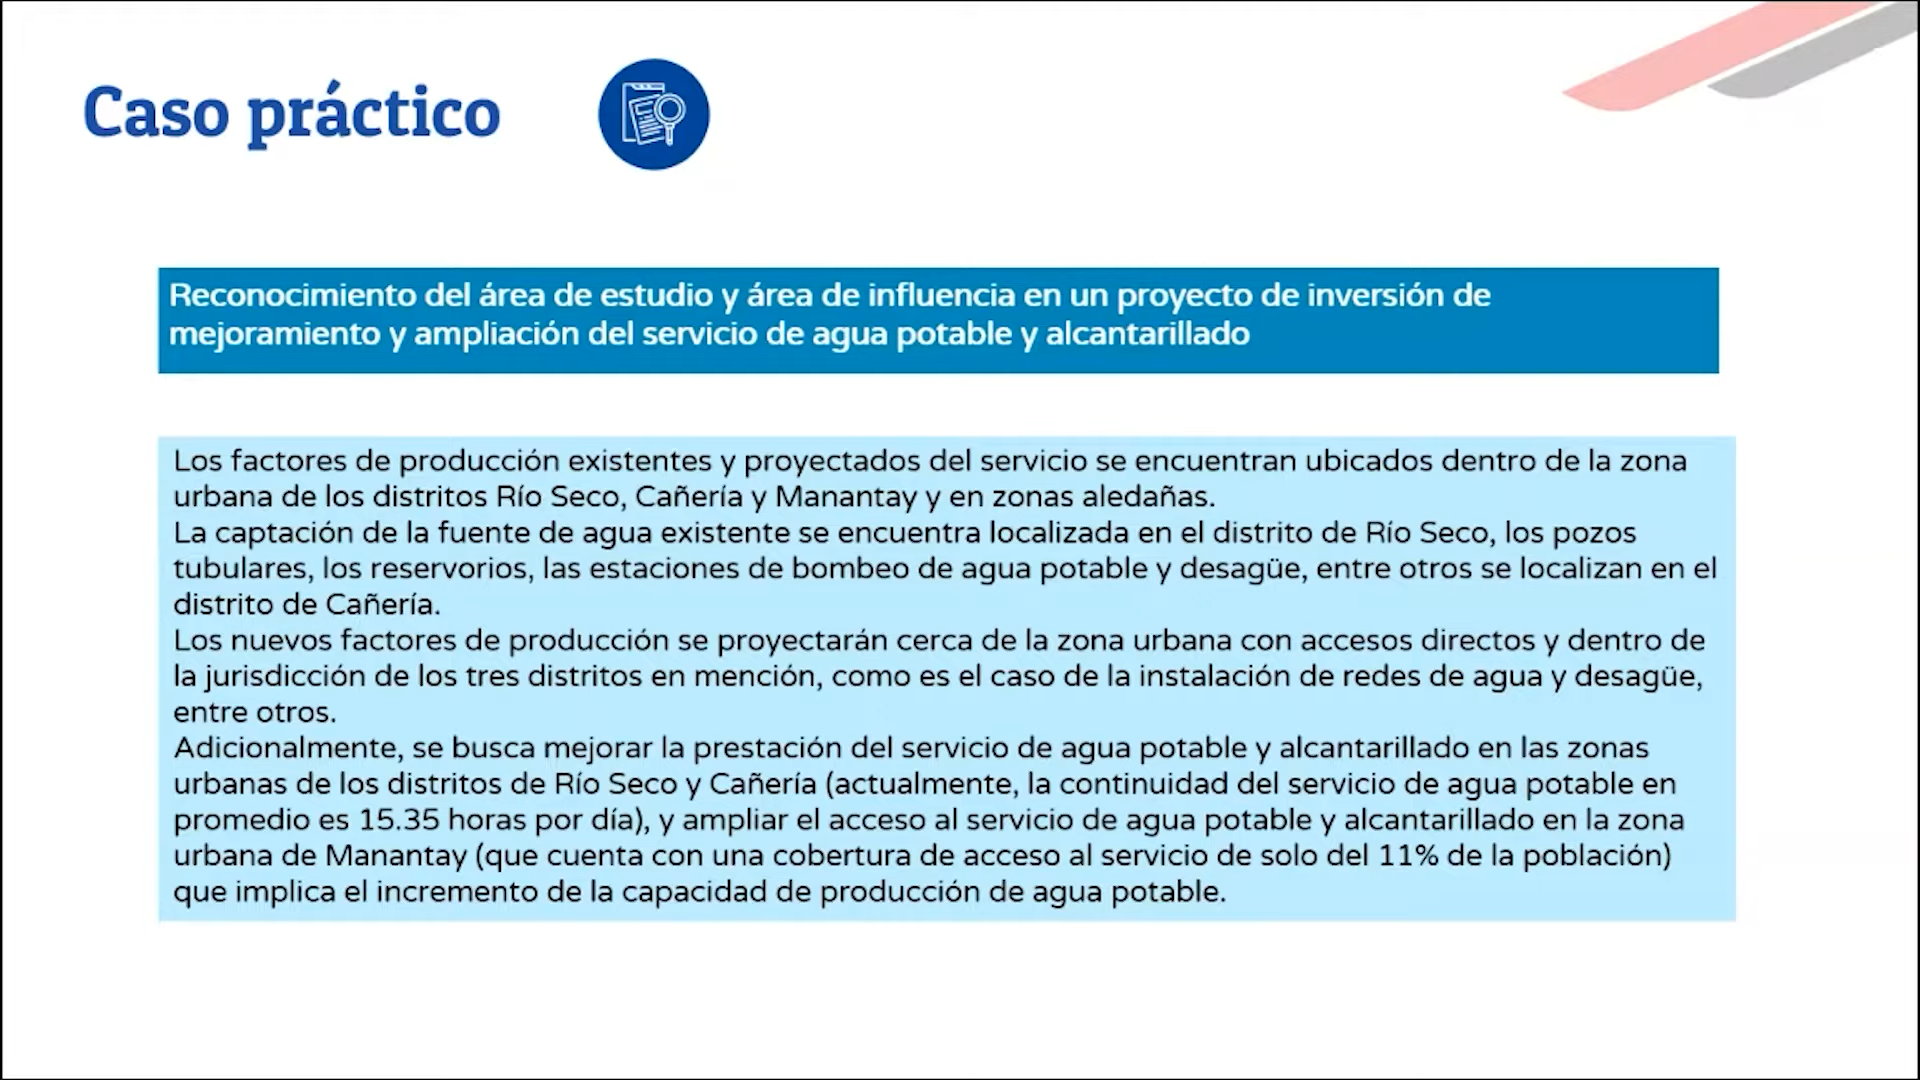 Caso práctico
Reconocimiento del área de estudio y área de influencia en un proyecto de inversión de
mejoramiento y ampliación del servicio de agua potable y alcantarillado
Los factores de producción existentes y proyectados del servicio se encuentran ubicados dentro de la zona
urbana de los distritos Río Seco, Cañería y Manantay y en zonas aledañas.
La captación de la fuente de agua existente se encuentra localizada en el distrito de Río Seco, los pozos
tubulares, los reservorios, las estaciones de bombeo de agua potable y desagüe, entre otros se localizan en el
distrito de Cañería.
Los nuevos factores de producción se proyectarán cerca de la zona urbana con accesos directos y dentro de
la jurisdicción de los tres distritos en mención, como es el caso de la instalación de redes de agua y desagüe,
entre otros.
Adicionalmente, se busca mejorar la prestación del servicio de agua potable y alcantarillado en las zonas
urbanas de los distritos de Río Seco y Cañería (actualmente, la continuidad del servicio de agua potable en
promedio es 15.35 horas por día), y ampliar el acceso al servicio de agua potable y alcantarillado en la zona
urbana de Manantay (que cuenta con una cobertura de acceso al servicio de solo del 11% de la población)
que implica el incremento de la capacidad de producción de agua potable.